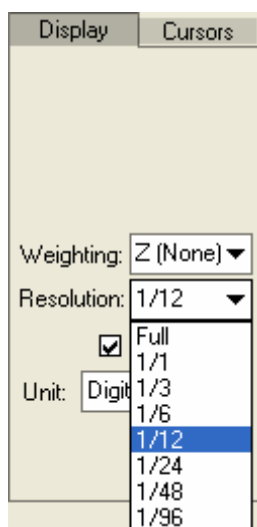 Display Cursors
Weighting: Z (None)
Resolution: 1/12
Full
1/1
Unit: Digit 1/3
1/6
1/12
1/24
1/48
1/96